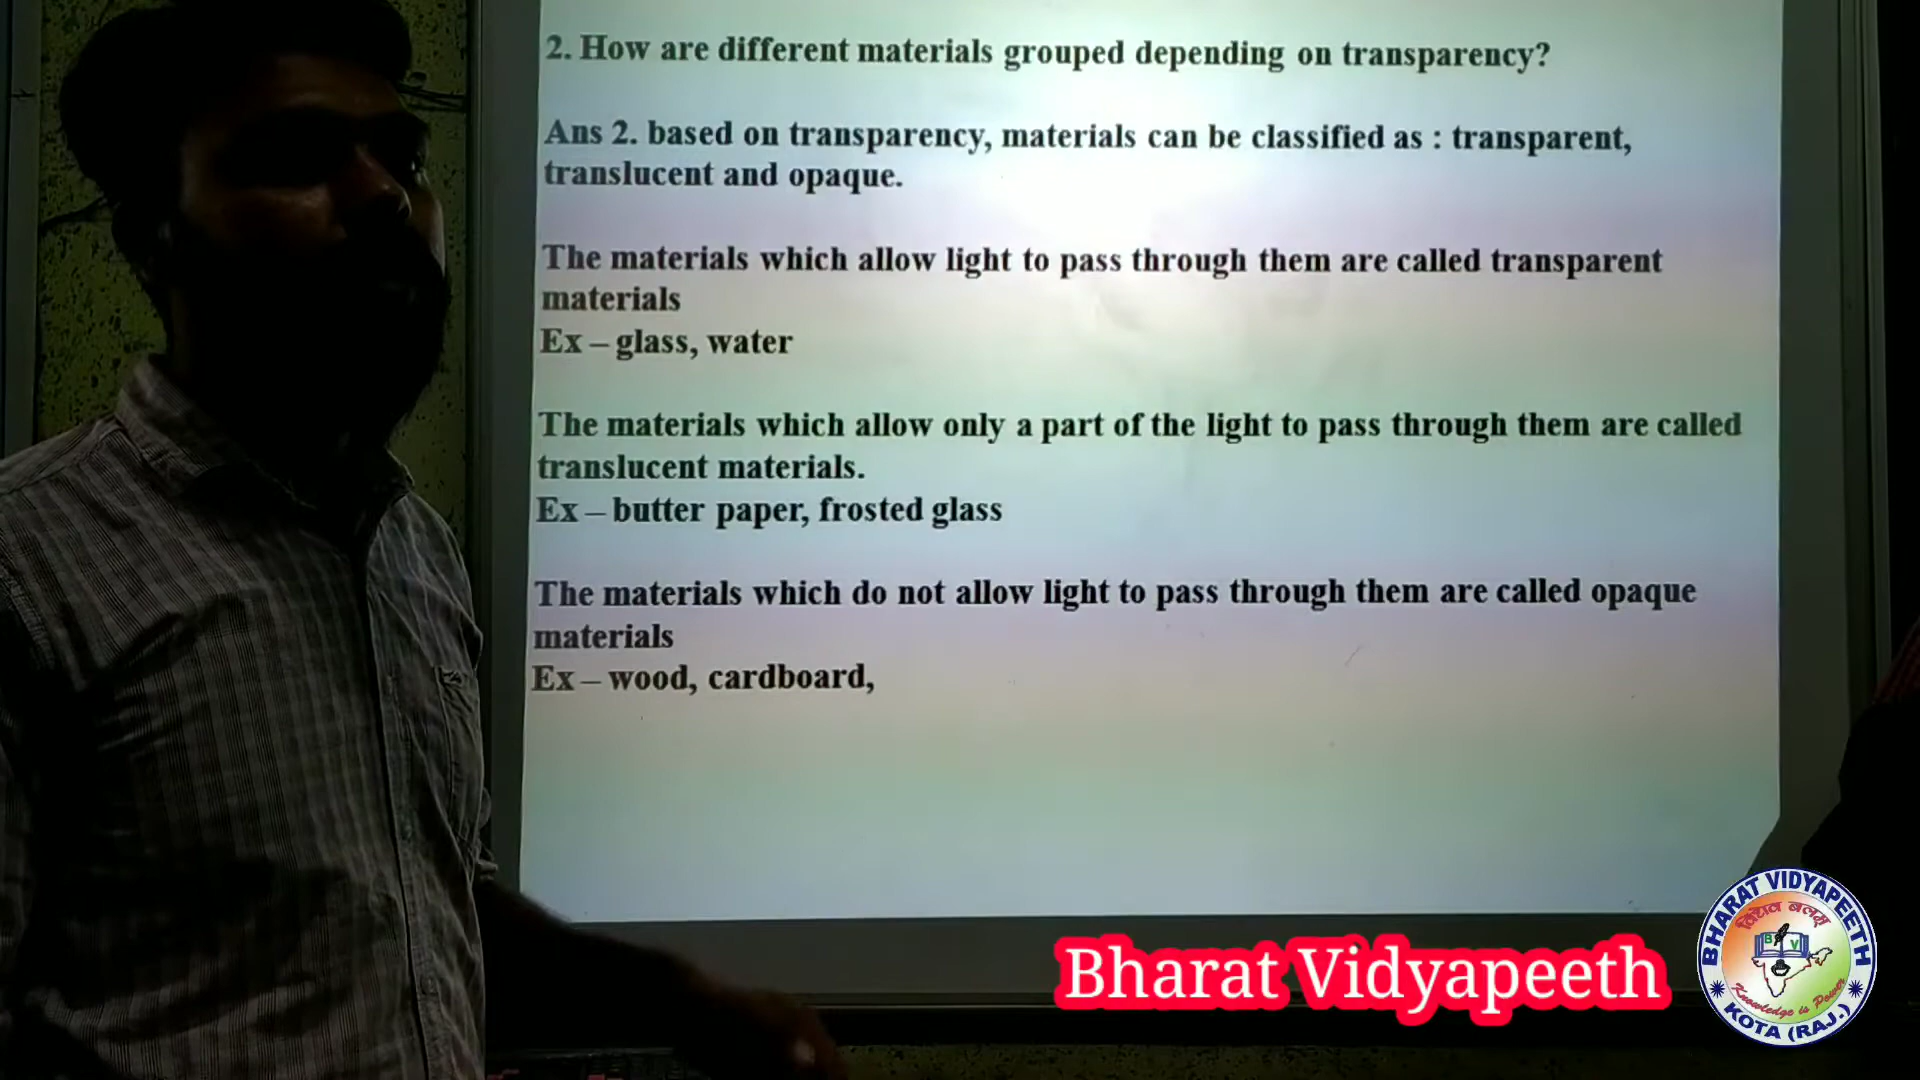 2. How are different materials grouped depending on transparency?
Ans 2. based on transparency, materials can be classified as : transparent,
translucent and opaque.
The materials which allow light to pass through them are called transparent
materials
Ex – glass, water
The materials which allow only a part of the light to pass through them are called
translucent materials.
Ex – butter paper, frosted glass
The materials which do not allow light to pass through them are called opaque
materials
Ex – wood, cardboard,
Bharat Vidyapeeth
BHARAT VIDYAPEETH
B V
Knowledge is Power
KOTA (RAJ.)